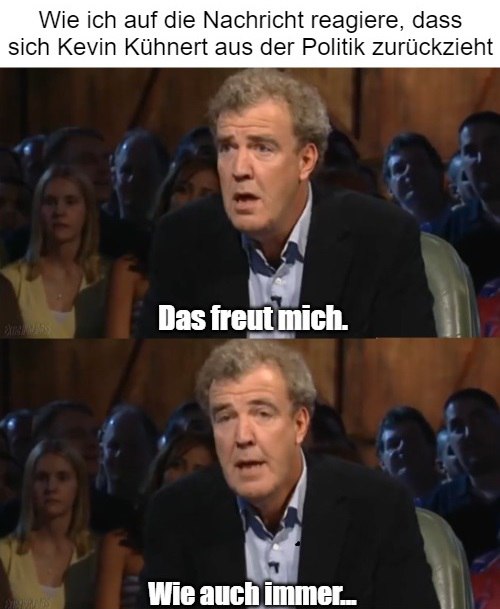 Wie ich auf die Nachricht reagiere, dass
sich Kevin Kühnert aus der Politik zurückzieht
Das freut mich.
Wie auch immer...